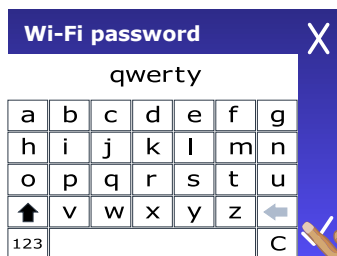 Wi-Fi password X
qwerty
a b c d e f g
h i j k l m n
o p q r s t u
v w x y z
123 C